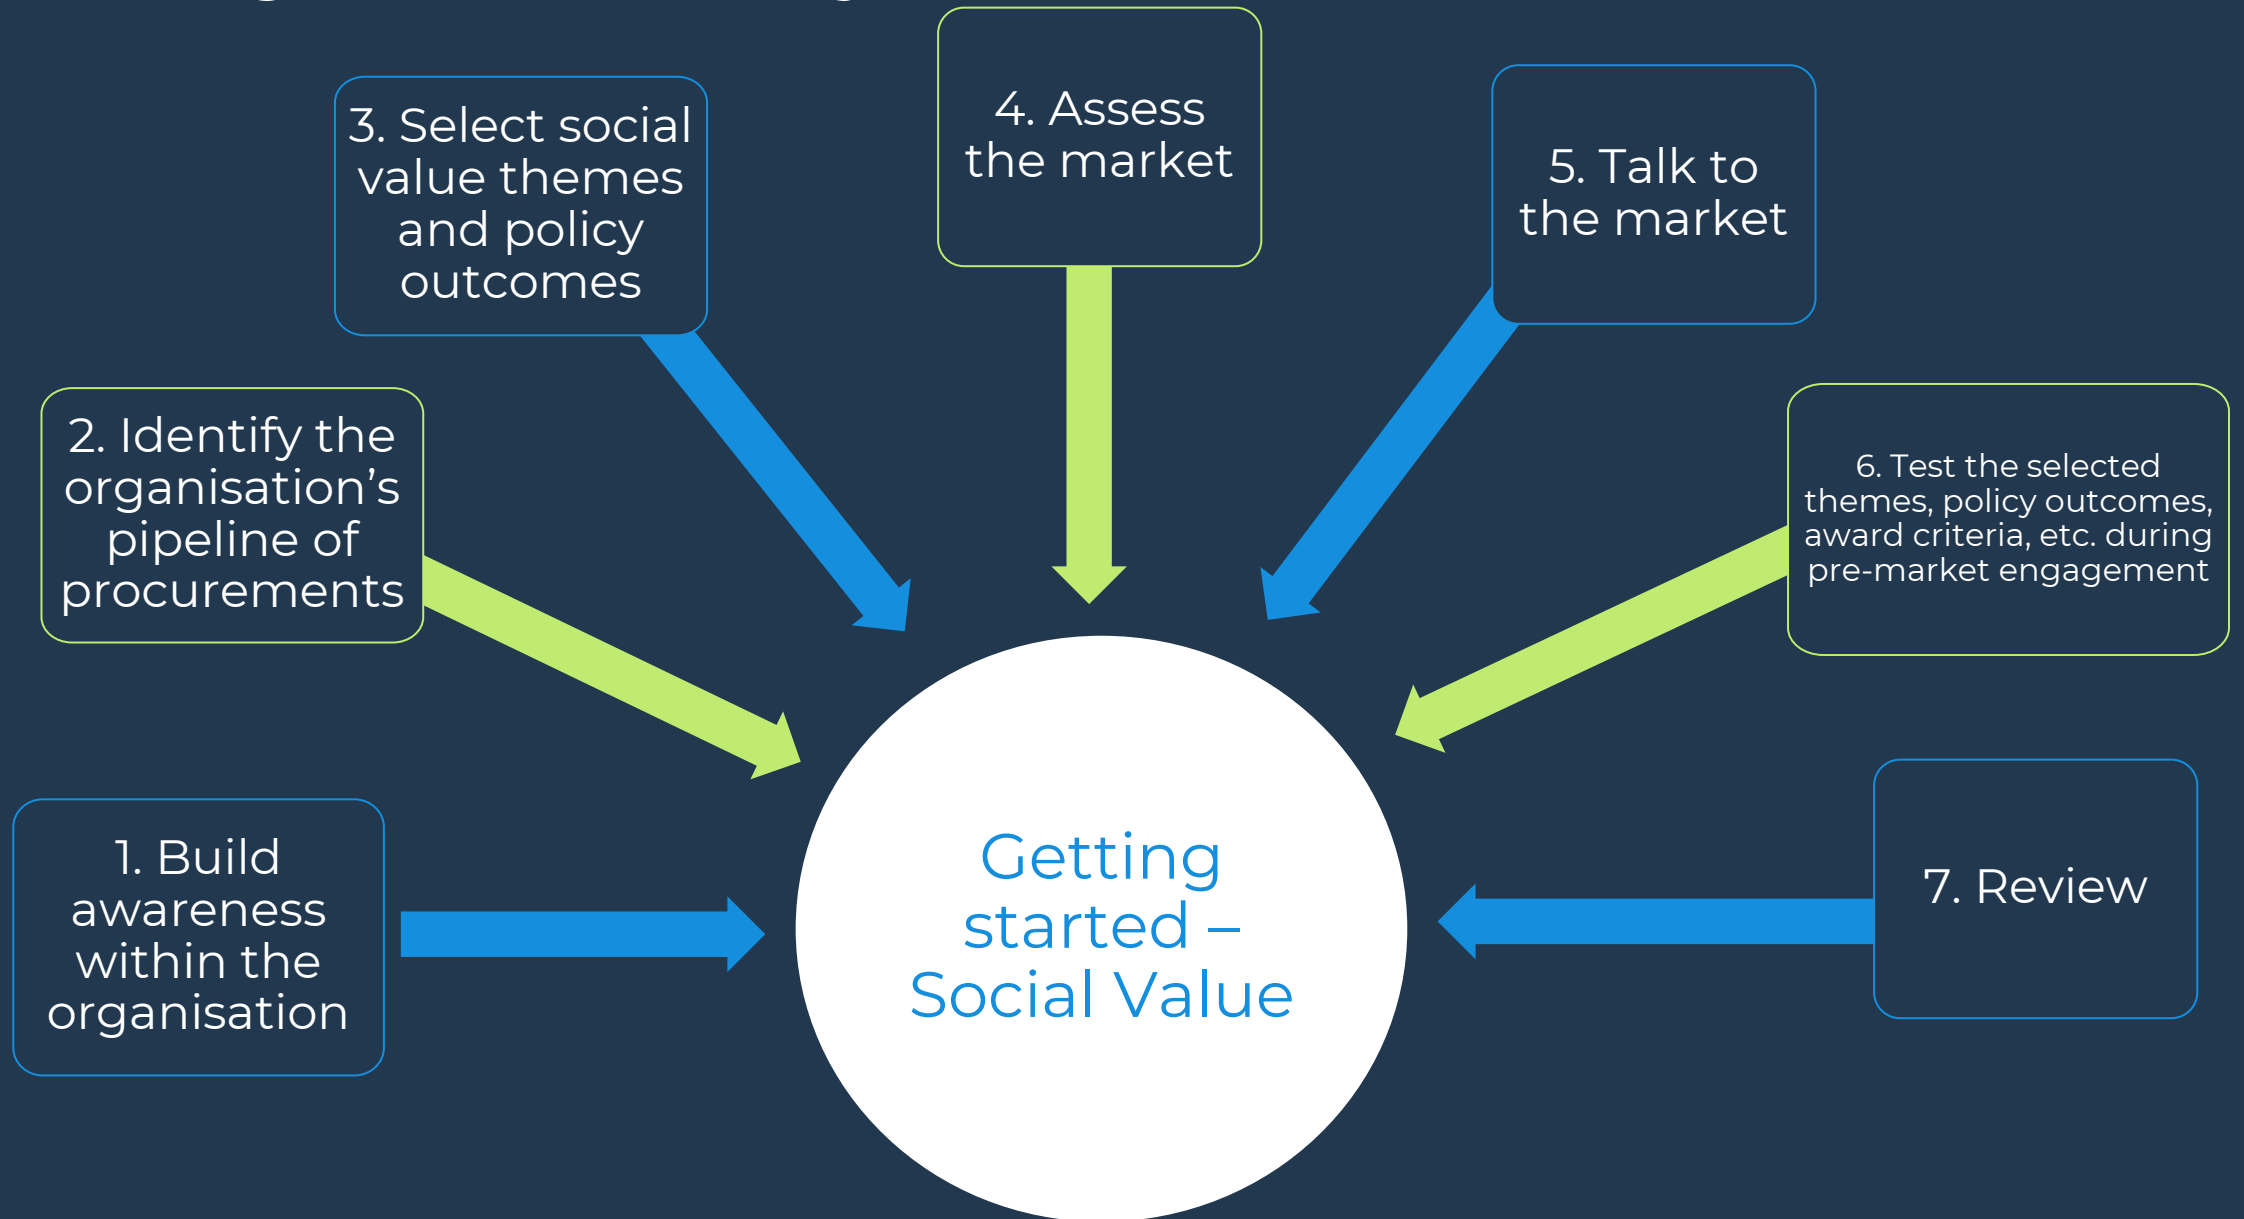 1. Build
awareness
within the
organisation
2. Identify the
organisation’s
pipeline of
procurements
3. Select social
value themes
and policy
outcomes
4. Assess
the market
5. Talk to
the market
6. Test the selected
themes, policy outcomes,
award criteria, etc. during
pre-market engagement
7. Review
Getting
started –
Social Value